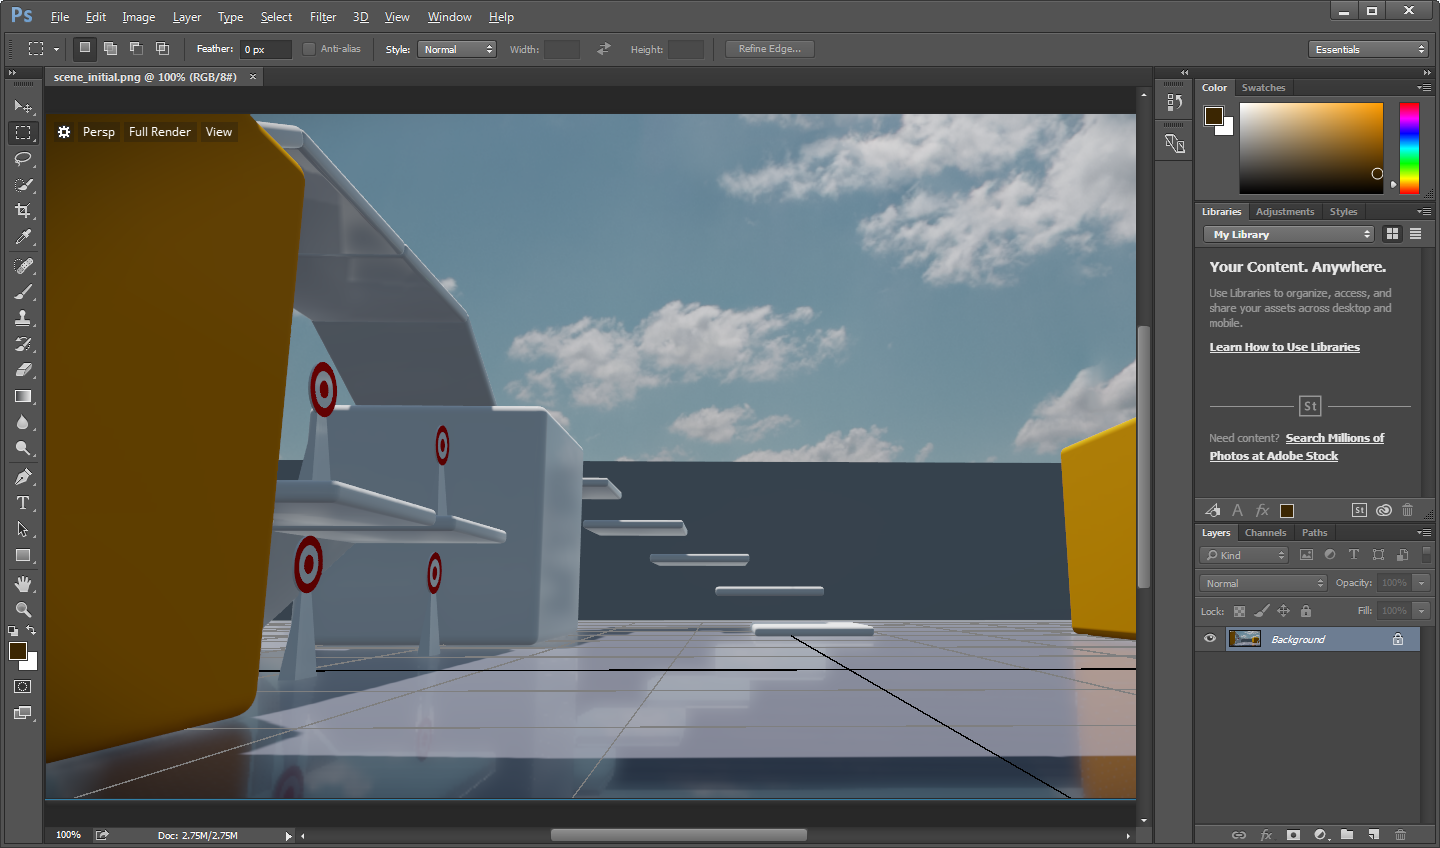 Ps File Edit Image Layer Type Select Filter 3D View Window Help
Feather: 0 px Anti-alias Style: Normal Width: Height: Refine Edge... Essentials
scene_initial.png @ 100% (RGB/8#) ×
Persp Full Render View
Color Swatches
Libraries Adjustments Styles
My Library
Your Content. Anywhere.
Use Libraries to organize, access, and
share your assets across desktop and
mobile.
Learn How to Use Libraries
St
Need content? Search Millions of
Photos at Adobe Stock
A fx St
Layers Channels Paths
Kind T
Normal Opacity: 100%
Lock: Fill: 100%
Background
fx
T
100% Doc: 2.75M/2.75M